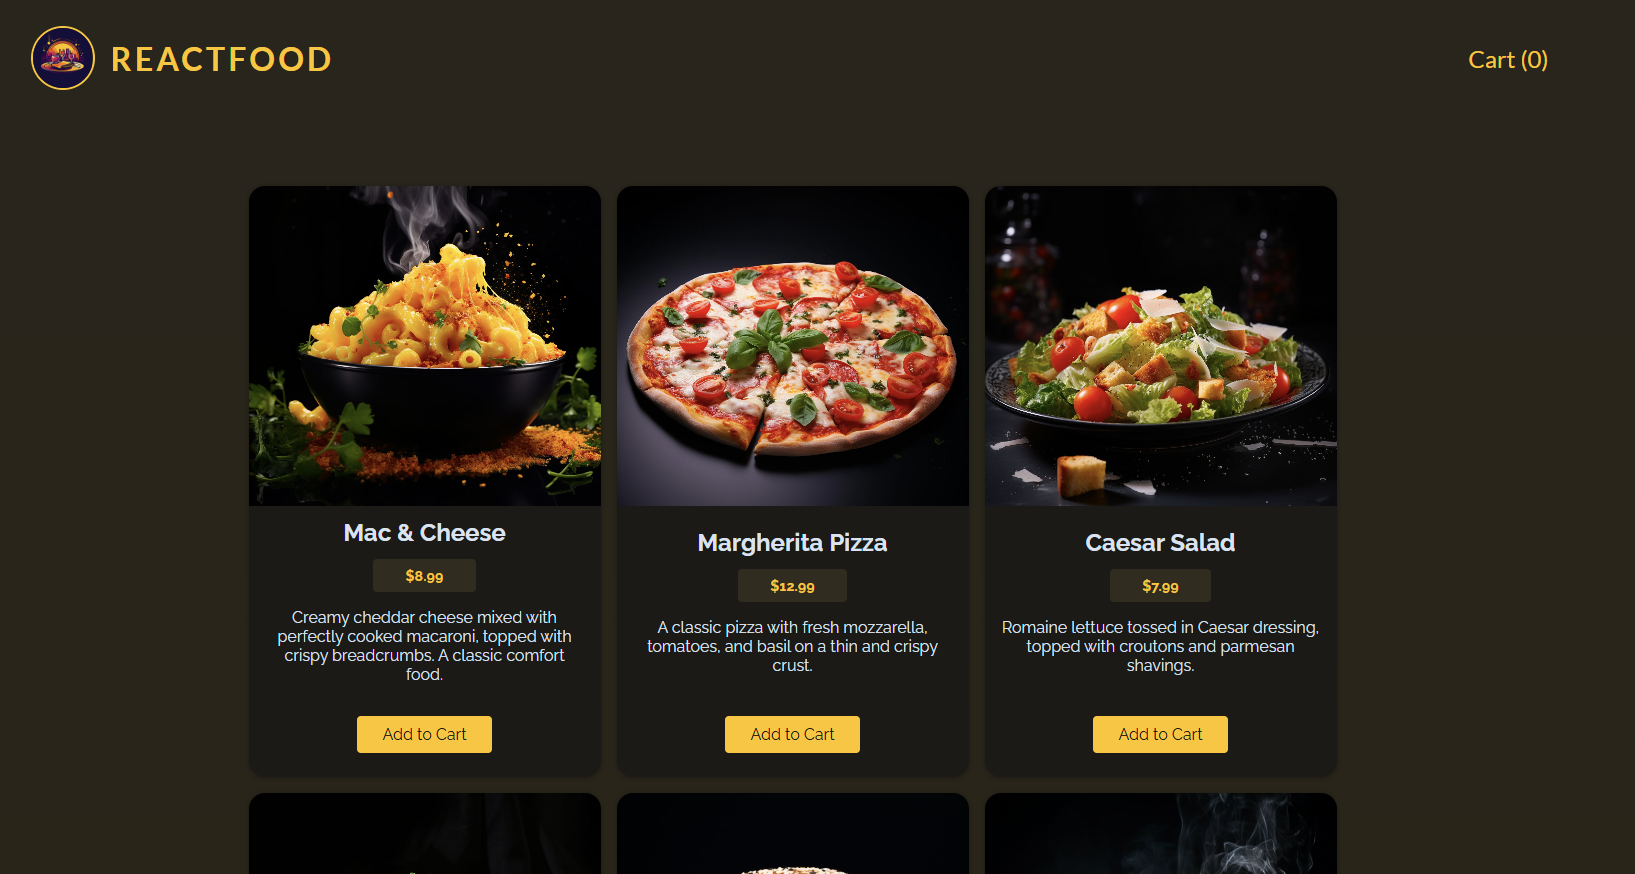 REACTFOOD
Cart (0)
Mac & Cheese
$8.99
Creamy cheddar cheese mixed with
perfectly cooked macaroni, topped with
crispy breadcrumbs. A classic comfort
food.
Add to Cart
Margherita Pizza
$12.99
A classic pizza with fresh mozzarella,
tomatoes, and basil on a thin and crispy
crust.
Add to Cart
Caesar Salad
$7.99
Romaine lettuce tossed in Caesar dressing,
topped with croutons and parmesan
shavings.
Add to Cart